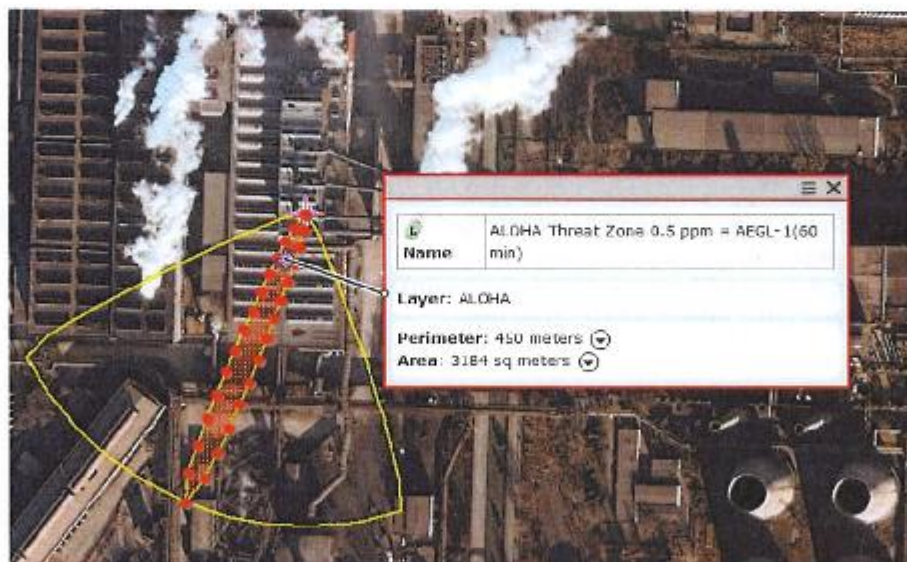 Name
ALOHA Threat Zone 0.5 ppm = AEGL-1(60
min)
Layer: ALOHA
Perimeter: 450 meters
Area: 3184 sq meters